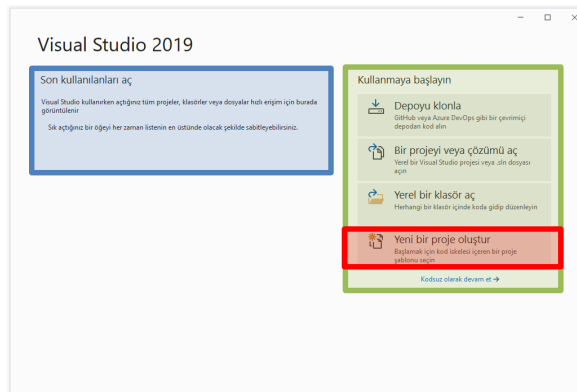 Visual Studio 2019
Son kullanılanları aç
Visual Studio kullanırken açtığınız tüm projeler, klasörler veya dosyalar hızlı erişim için burada
görüntülenir
Sık açtığınız bir öğeyi her zaman listenin en üstünde olacak şekilde sabitleyebilirsiniz.
Kullanmaya başlayın
Depoyu klonla
GitHub veya Azure DevOps gibi bir çevrimiçi
depodan kod alın
Bir projeyi veya çözümü aç
Yerel bir Visual Studio projesi veya .sln dosyası
açın
Yerel bir klasör aç
Herhangi bir klasör içinde koda gidip düzenleyin
Yeni bir proje oluştur
Başlamak için kod iskelesi içeren bir proje
şablonu seçin
Kodsuz olarak devam et →